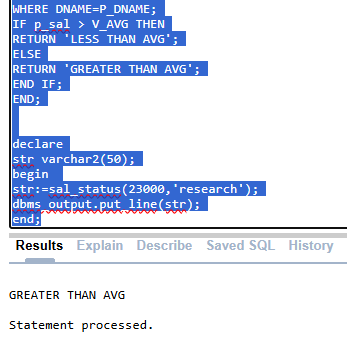 WHERE DNAME=P_DNAME;
IF p_sal > V_AVG THEN
RETURN 'LESS THAN AVG';
ELSE
RETURN 'GREATER THAN AVG';
END IF;
END;
declare
str varchar2(50);
begin
str:=sal_status(23000,'research');
dbms_output.put_line(str);
end;
Results Explain Describe Saved SQL History
GREATER THAN AVG
Statement processed.